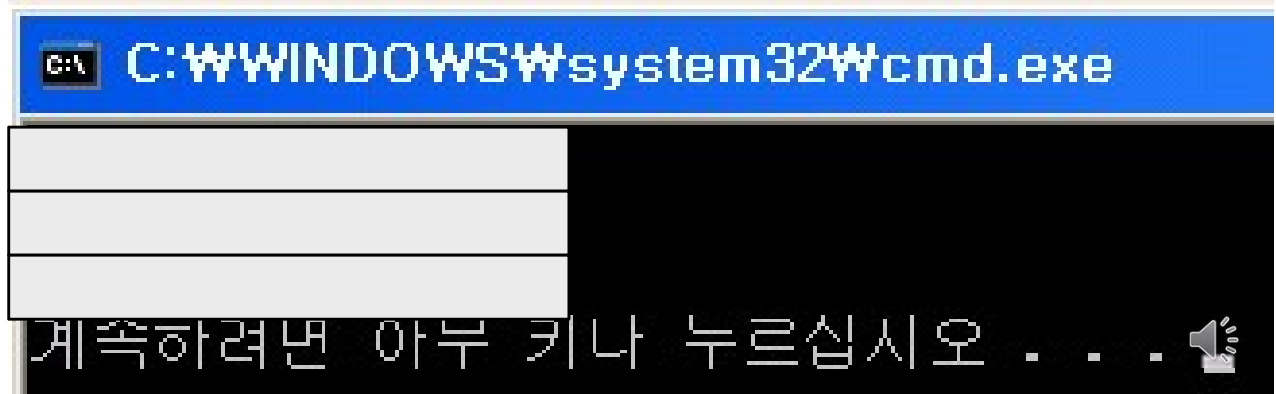 C:\ C:₩WINDOWS₩system32₩cmd.exe
계속하려면 아무 키나 누르십시오 . . .